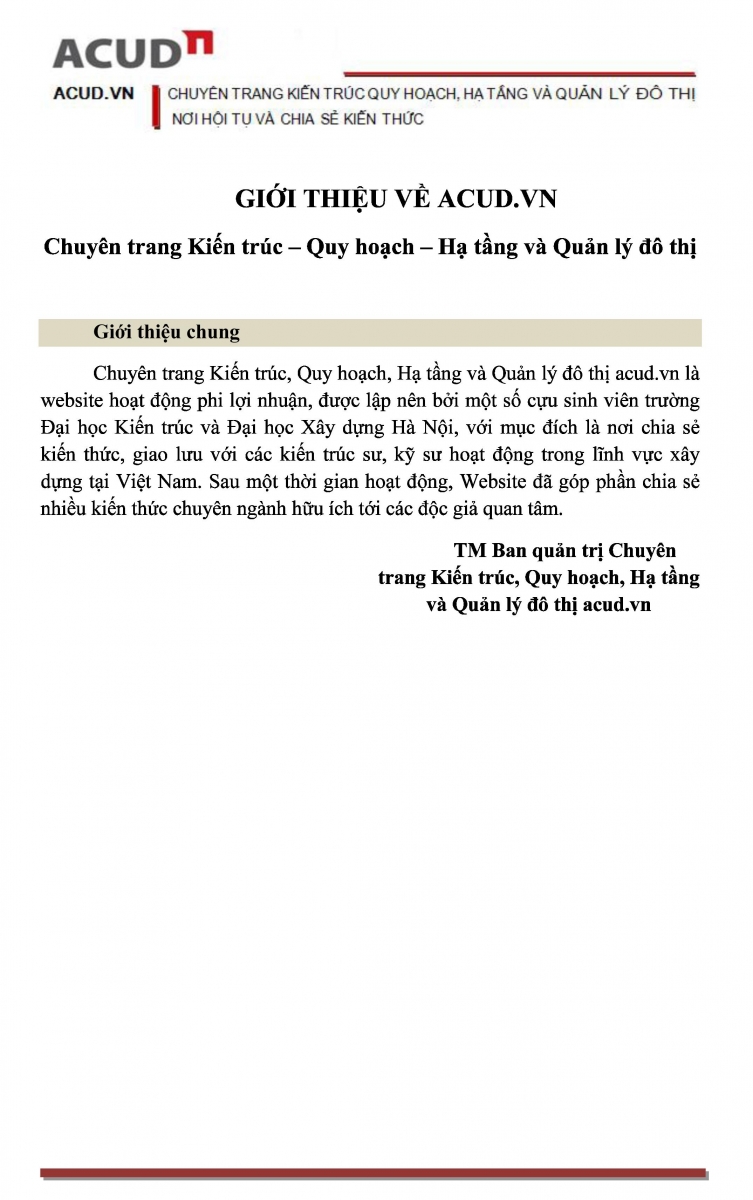 ACUD
ACUD.VN
CHUYÊN TRANG KIẾN TRÚC QUY HOẠCH, HẠ TẦNG VÀ QUẢN LÝ ĐÔ THỊ
NƠI HỘI TỤ VÀ CHIA SẺ KIẾN THỨC
GIỚI THIỆU VỀ ACUD.VN
Chuyên trang Kiến trúc – Quy hoạch – Hạ tầng và Quản lý đô thị
Giới thiệu chung
Chuyên trang Kiến trúc, Quy hoạch, Hạ tầng và Quản lý đô thị acud.vn là
website hoạt động phi lợi nhuận, được lập nên bởi một số cựu sinh viên trường
Đại học Kiến trúc và Đại học Xây dựng Hà Nội, với mục đích là nơi chia sẻ
kiến thức, giao lưu với các kiến trúc sư, kỹ sư hoạt động trong lĩnh vực xây
dựng tại Việt Nam. Sau một thời gian hoạt động, Website đã góp phần chia sẻ
nhiều kiến thức chuyên ngành hữu ích tới các độc giả quan tâm.
TM Ban quản trị Chuyên
trang Kiến trúc, Quy hoạch, Hạ tầng
và Quản lý đô thị acud.vn